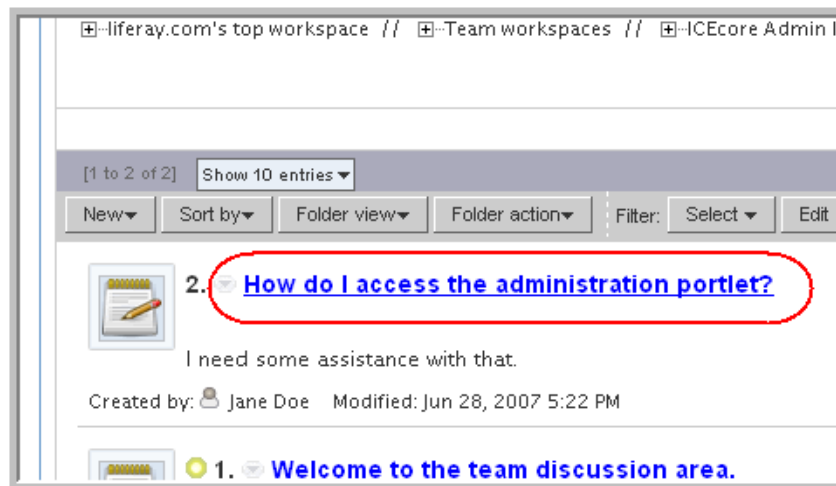 liferay.com's top workspace // Team workspaces // ICEcore Admin
[1 to 2 of 2] Show 10 entries
New Sort by Folder view Folder action Filter: Select Edit
2. How do I access the administration portlet?
I need some assistance with that.
Created by: Jane Doe Modified: Jun 28, 2007 5:22 PM
1. Welcome to the team discussion area.